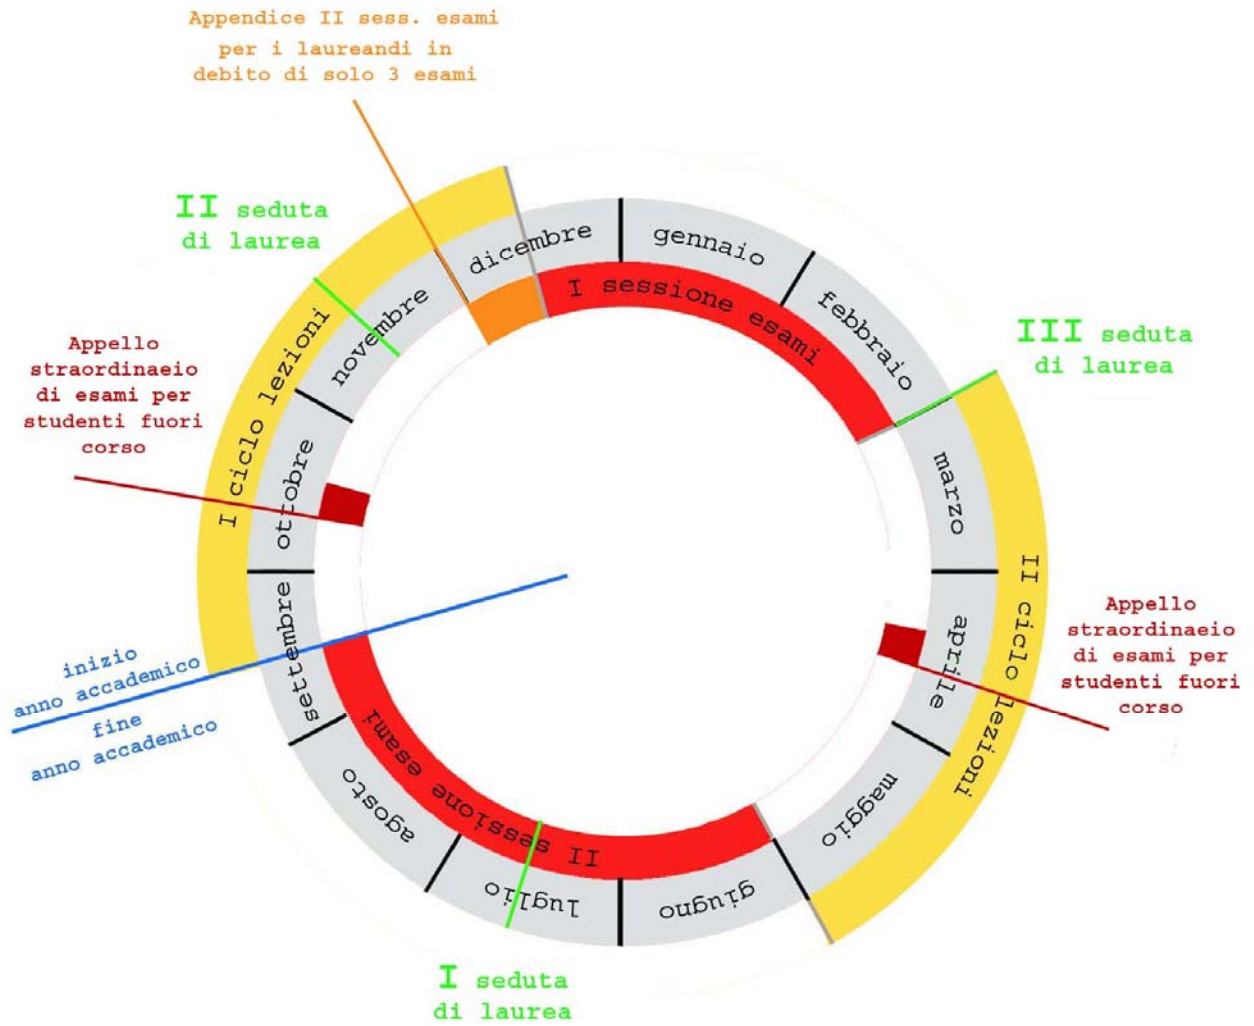 Appendice II sess. esami
per i laureandi in
debito di solo 3 esami
II seduta
di laurea
dicembre
gennaio
I sessione esami
febbraio
III seduta
di laurea
novembre
I ciclo lezioni
Appello
straordinaeio
di esami per
studenti fuori
corso
ottobre
marzo
II ciclo lezioni
aprile
Appello
straordinaeio
di esami per
studenti fuori
corso
settembre
inizio
anno accademico
fine
anno accademico
II sessione esami
maggio
agosto
luglio
giugno
I seduta
di laurea